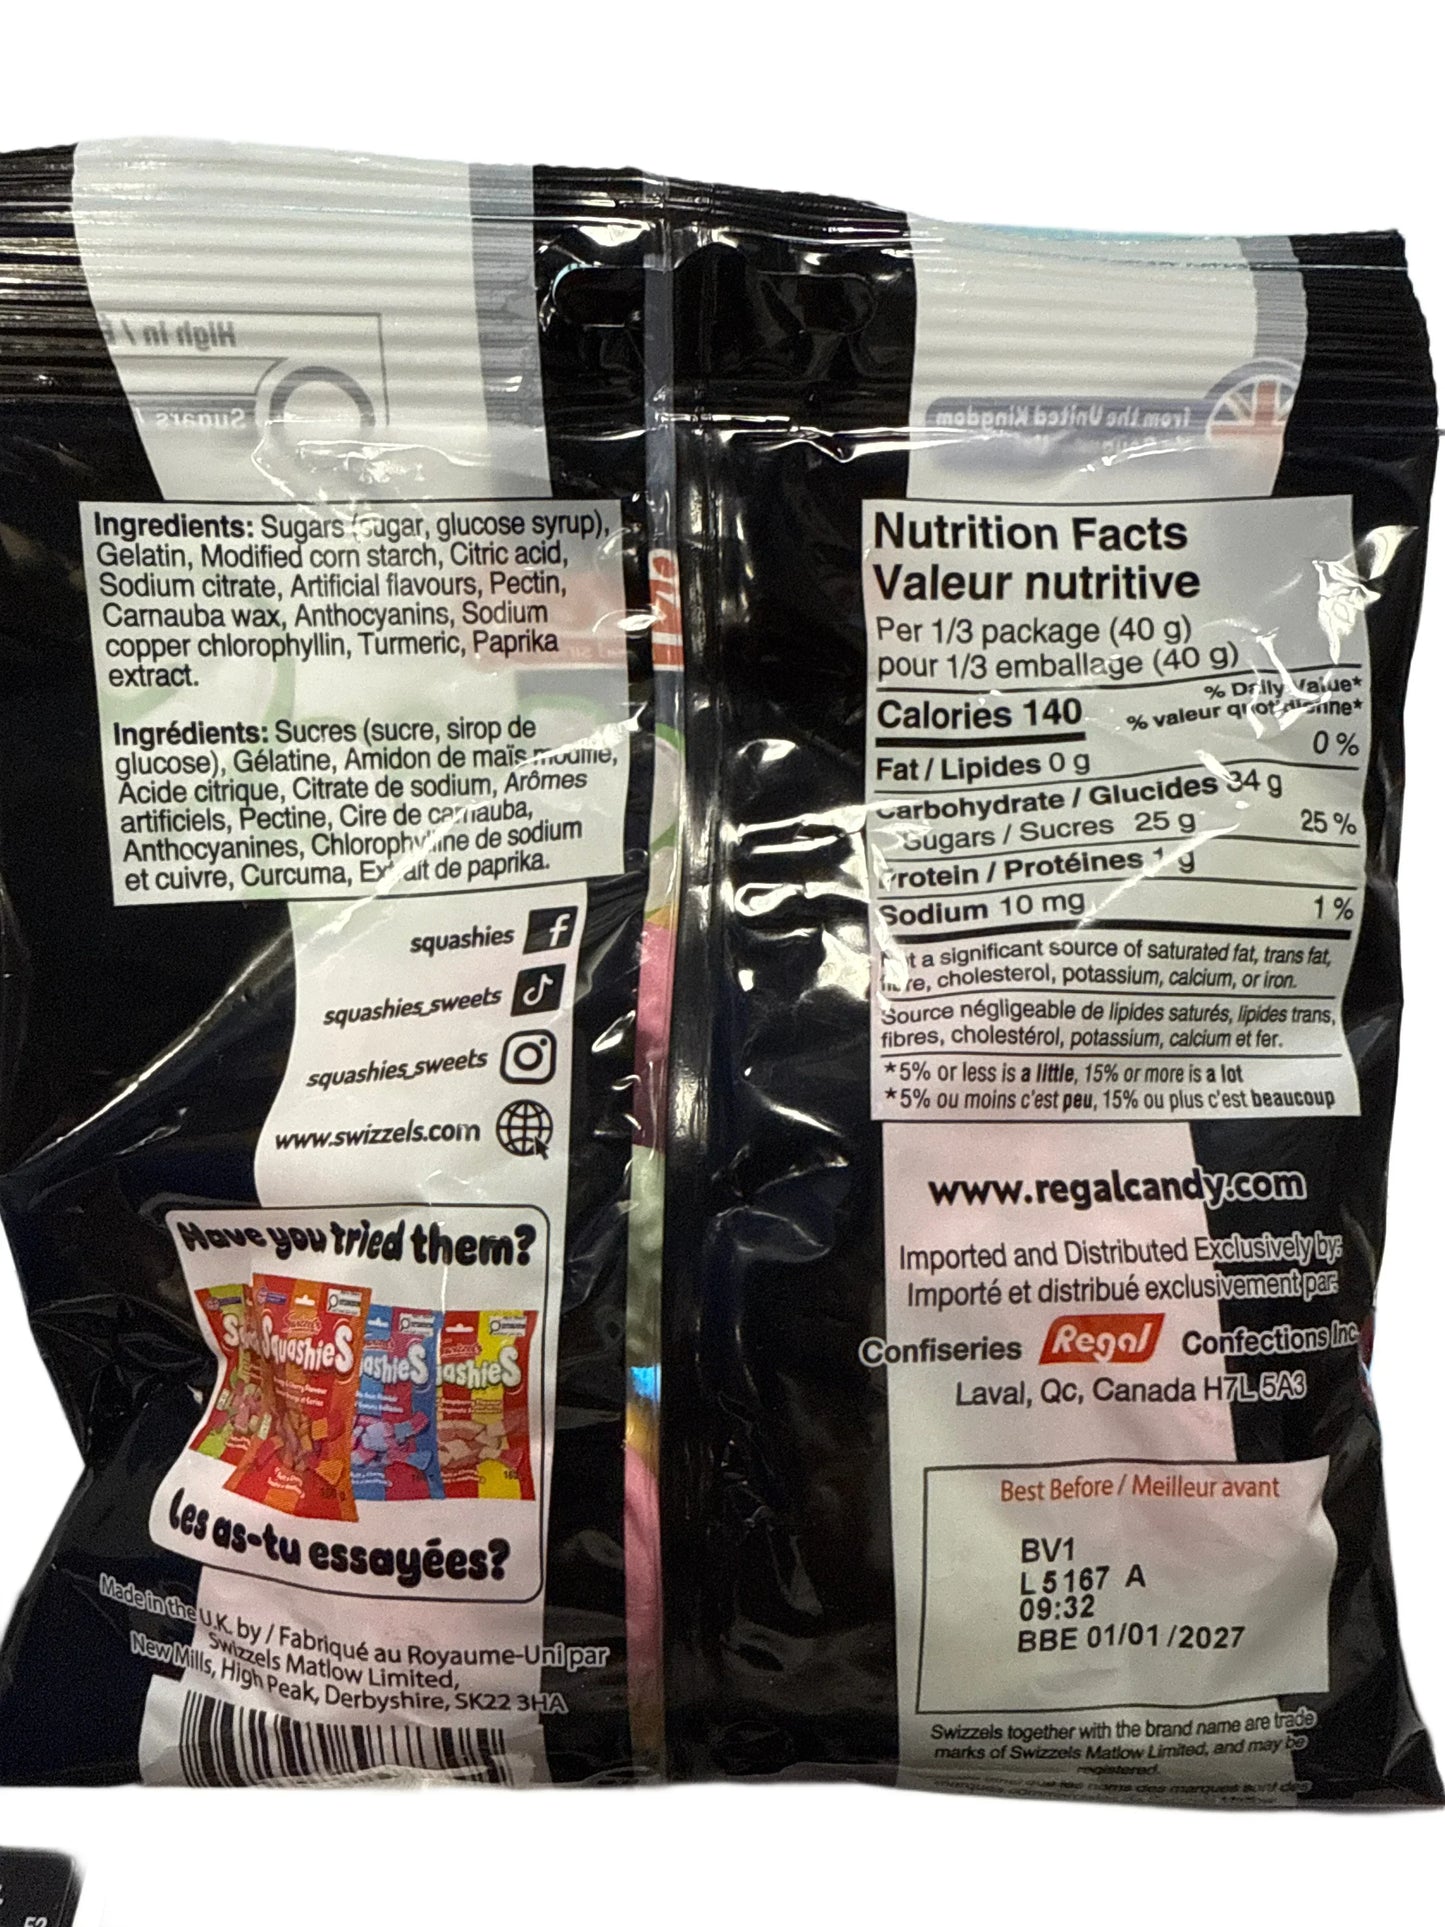 High in /
Sugars /
from the United Kingdom
Ingredients: Sugars (sugar, glucose syrup),
Gelatin, Modified corn starch, Citric acid,
Sodium citrate, Artificial flavours, Pectin,
Carnauba wax, Anthocyanins, Sodium
copper chlorophyllin, Turmeric, Paprika
extract.
Ingrédients: Sucres (sucre, sirop de
glucose), Gélatine, Amidon de maïs modifié,
Acide citrique, Citrate de sodium, Arômes
artificiels, Pectine, Cire de carnauba,
Anthocyanines, Chlorophylline de sodium
et cuivre, Curcuma, Extrait de paprika.
squashies
squashies_sweets
squashies_sweets
www.swizzels.com
Have you tried them?
Squashies
Les as-tu essayées?
Made in the U.K. by / Fabriqué au Royaume-Uni par
Swizzels Matlow Limited,
New Mills, High Peak, Derbyshire, SK22 3HA
Nutrition Facts
Valeur nutritive
Per 1/3 package (40 g)
pour 1/3 emballage (40 g)
% Daily Value*
Calories 140 % valeur quotidienne*
Fat / Lipides 0 g 0 %
Carbohydrate / Glucides 34 g
Sugars / Sucres 25 g 25 %
Protein / Protéines 1 g
Sodium 10 mg 1 %
Not a significant source of saturated fat, trans fat,
fibre, cholesterol, potassium, calcium, or iron.
Source négligeable de lipides saturés, lipides trans,
fibres, cholestérol, potassium, calcium et fer.
*5% or less is a little, 15% or more is a lot
*5% ou moins c'est peu, 15% ou plus c'est beaucoup
www.regalcandy.com
Imported and Distributed Exclusively by:
Importé et distribué exclusivement par:
Confiseries Regal Confections Inc.
Laval, Qc, Canada H7L 5A3
Best Before / Meilleur avant
BV1
L 5167 A
09:32
BBE 01/01/2027
Swizzels together with the brand name are trade
marks of Swizzels Matlow Limited, and may be
registered.